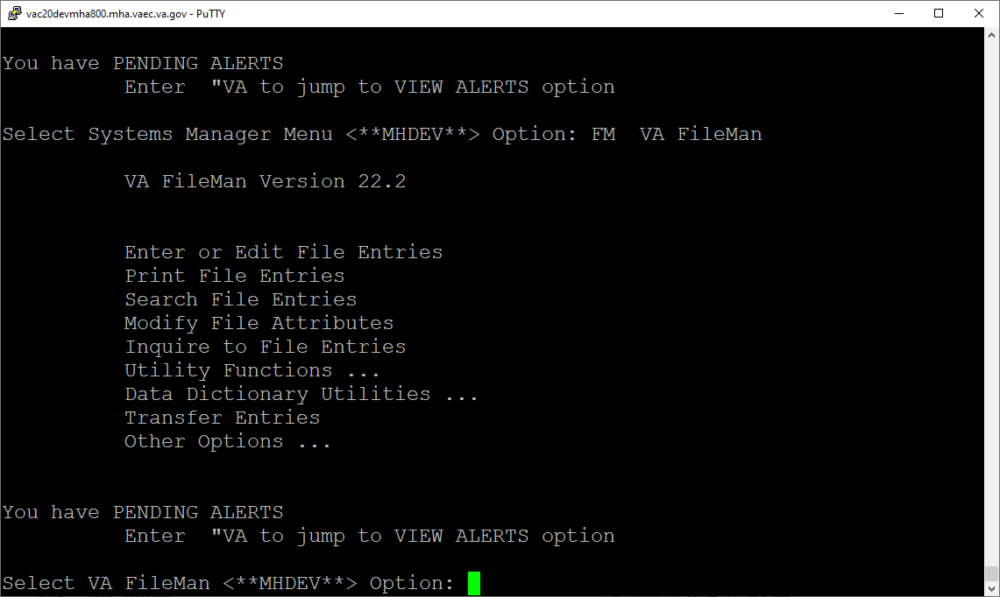 vac20devmha800.mha.vaec.va.gov - PuTTY
You have PENDING ALERTS
Enter  "VA to jump to VIEW ALERTS option
Select Systems Manager Menu <**MHDEV**> Option: FM  VA FileMan
VA FileMan Version 22.2
Enter or Edit File Entries
Print File Entries
Search File Entries
Modify File Attributes
Inquire to File Entries
Utility Functions ...
Data Dictionary Utilities ...
Transfer Entries
Other Options ...
You have PENDING ALERTS
Enter  "VA to jump to VIEW ALERTS option
Select VA FileMan <**MHDEV**> Option: